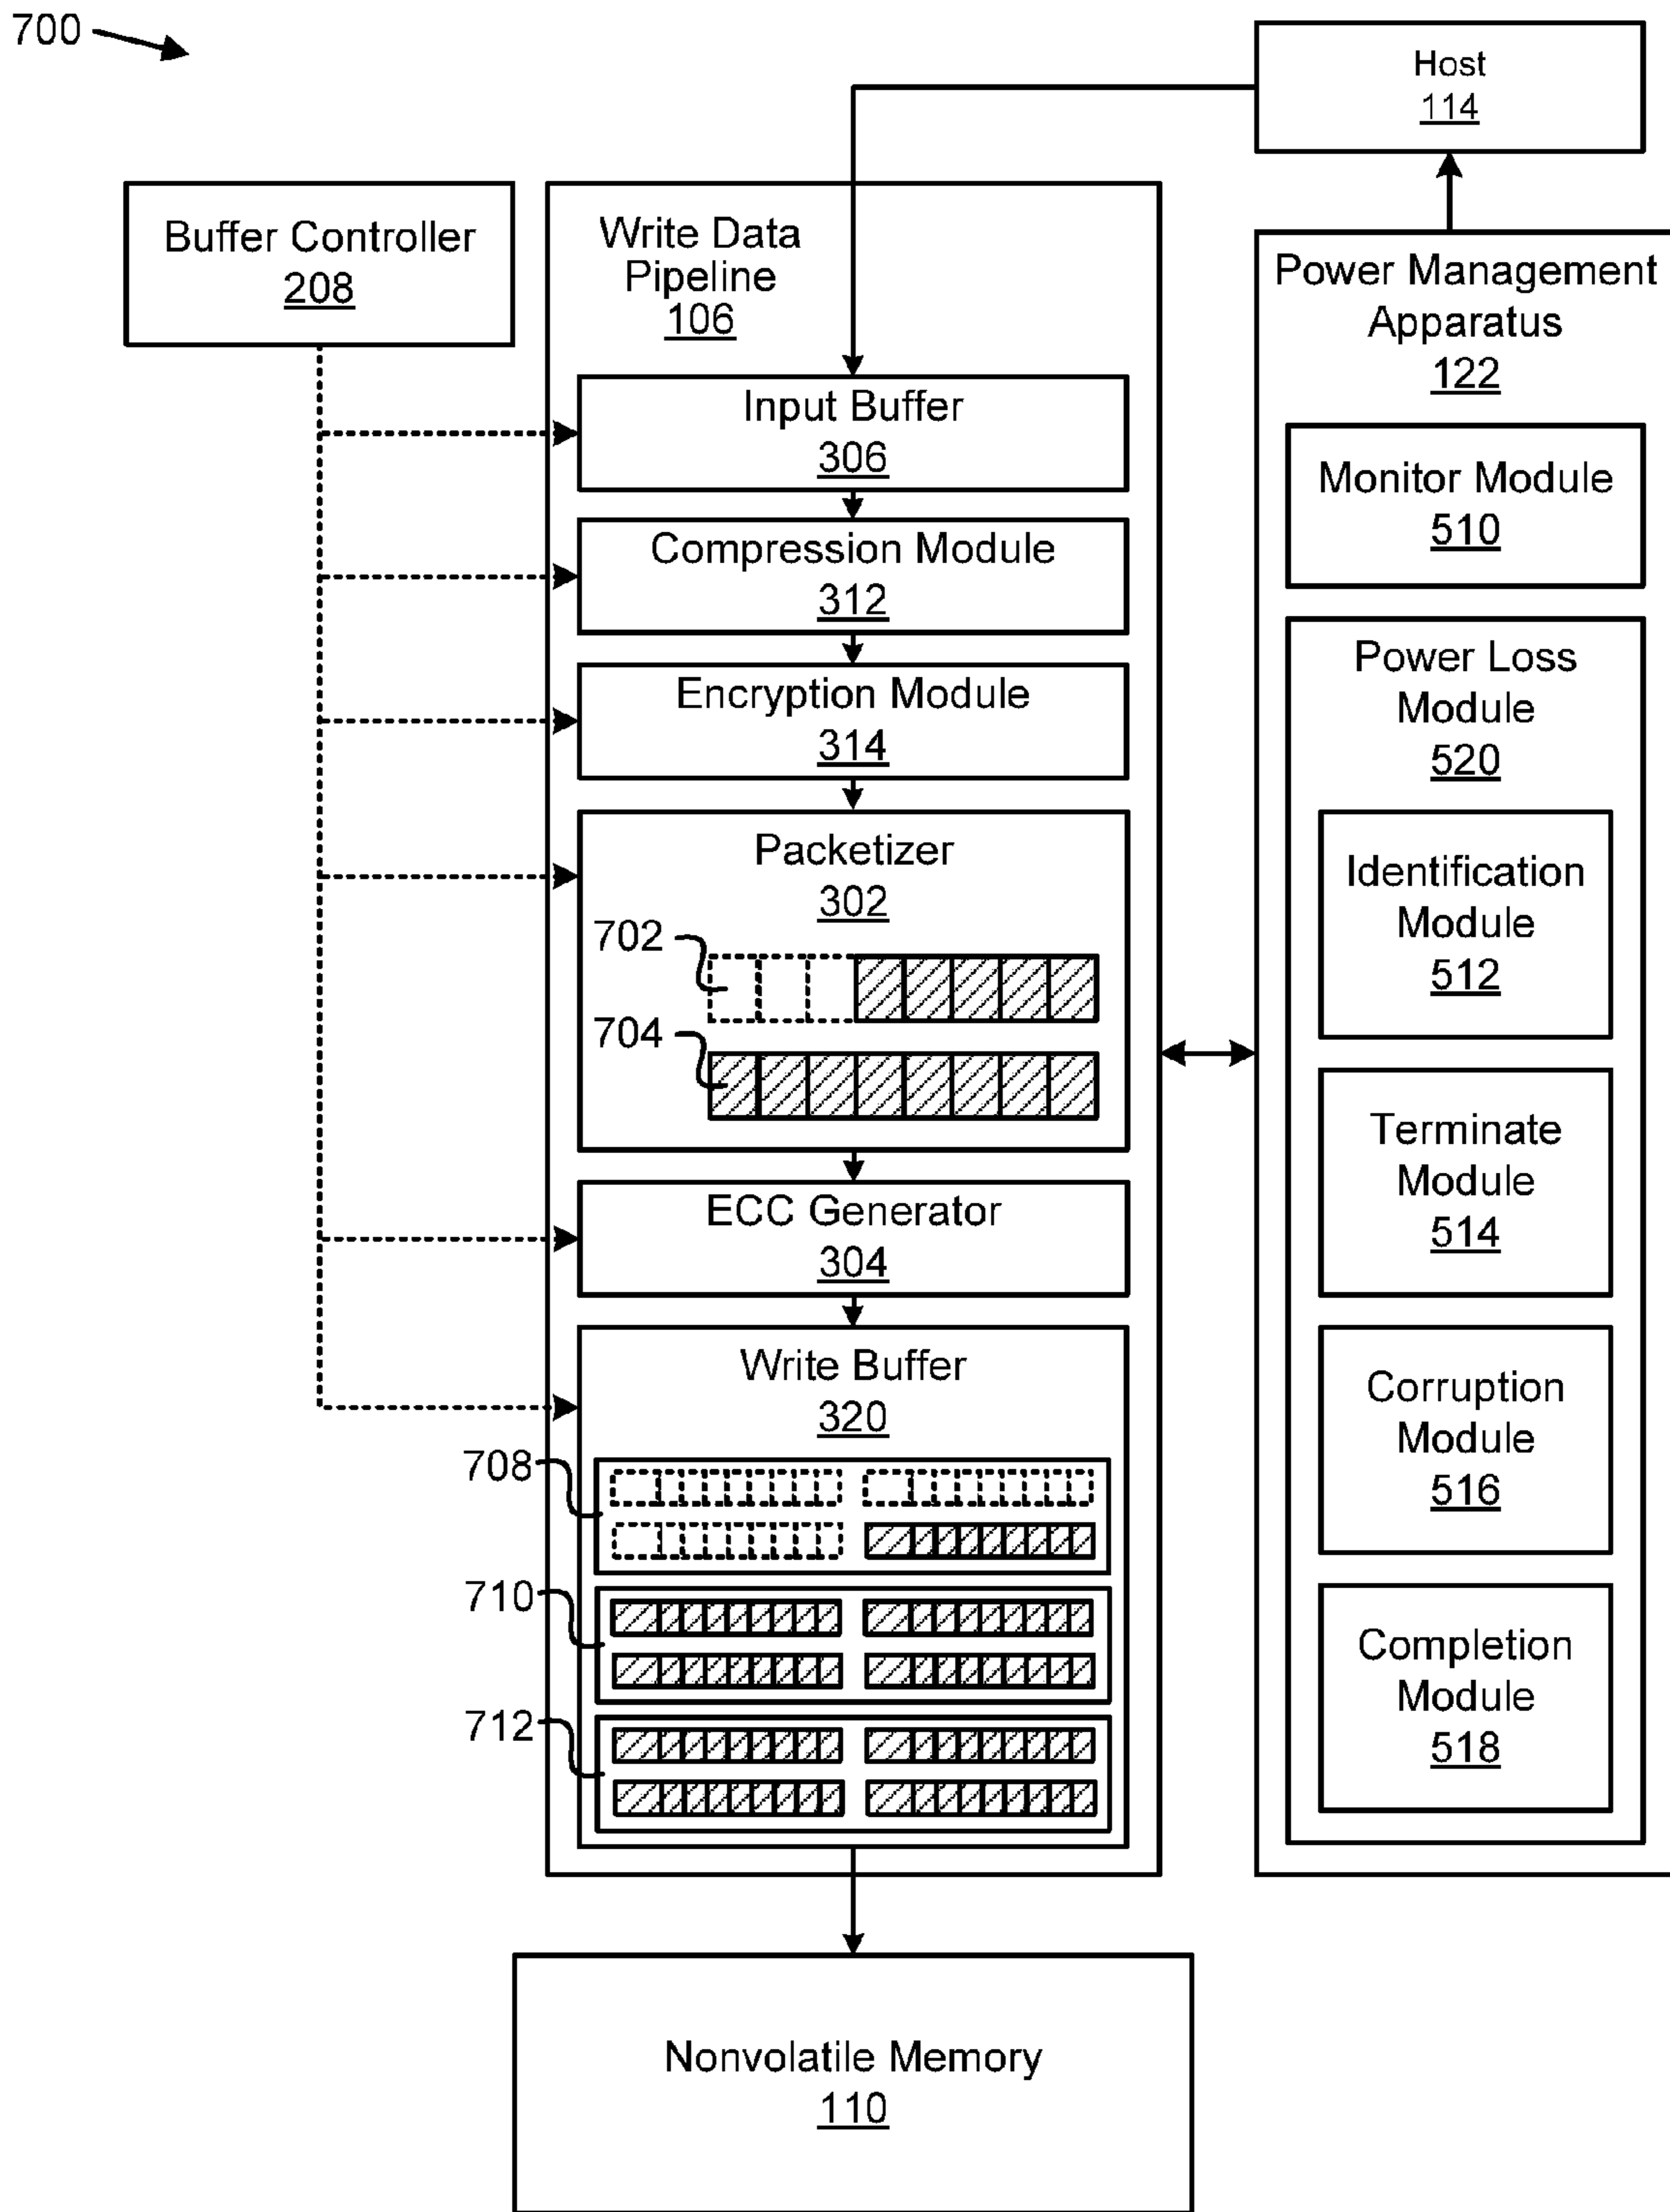 700
Host
114
Buffer Controller
208
Write Data
Pipeline
106
Power Management
Apparatus
122
Input Buffer
306
Monitor Module
510
Compression Module
312
Power Loss
Module
520
Encryption Module
314
Packetizer
302
702
704
Identification
Module
512
Terminate
Module
514
ECC Generator
304
Write Buffer
320
708
710
712
Corruption
Module
516
Completion
Module
518
Nonvolatile Memory
110